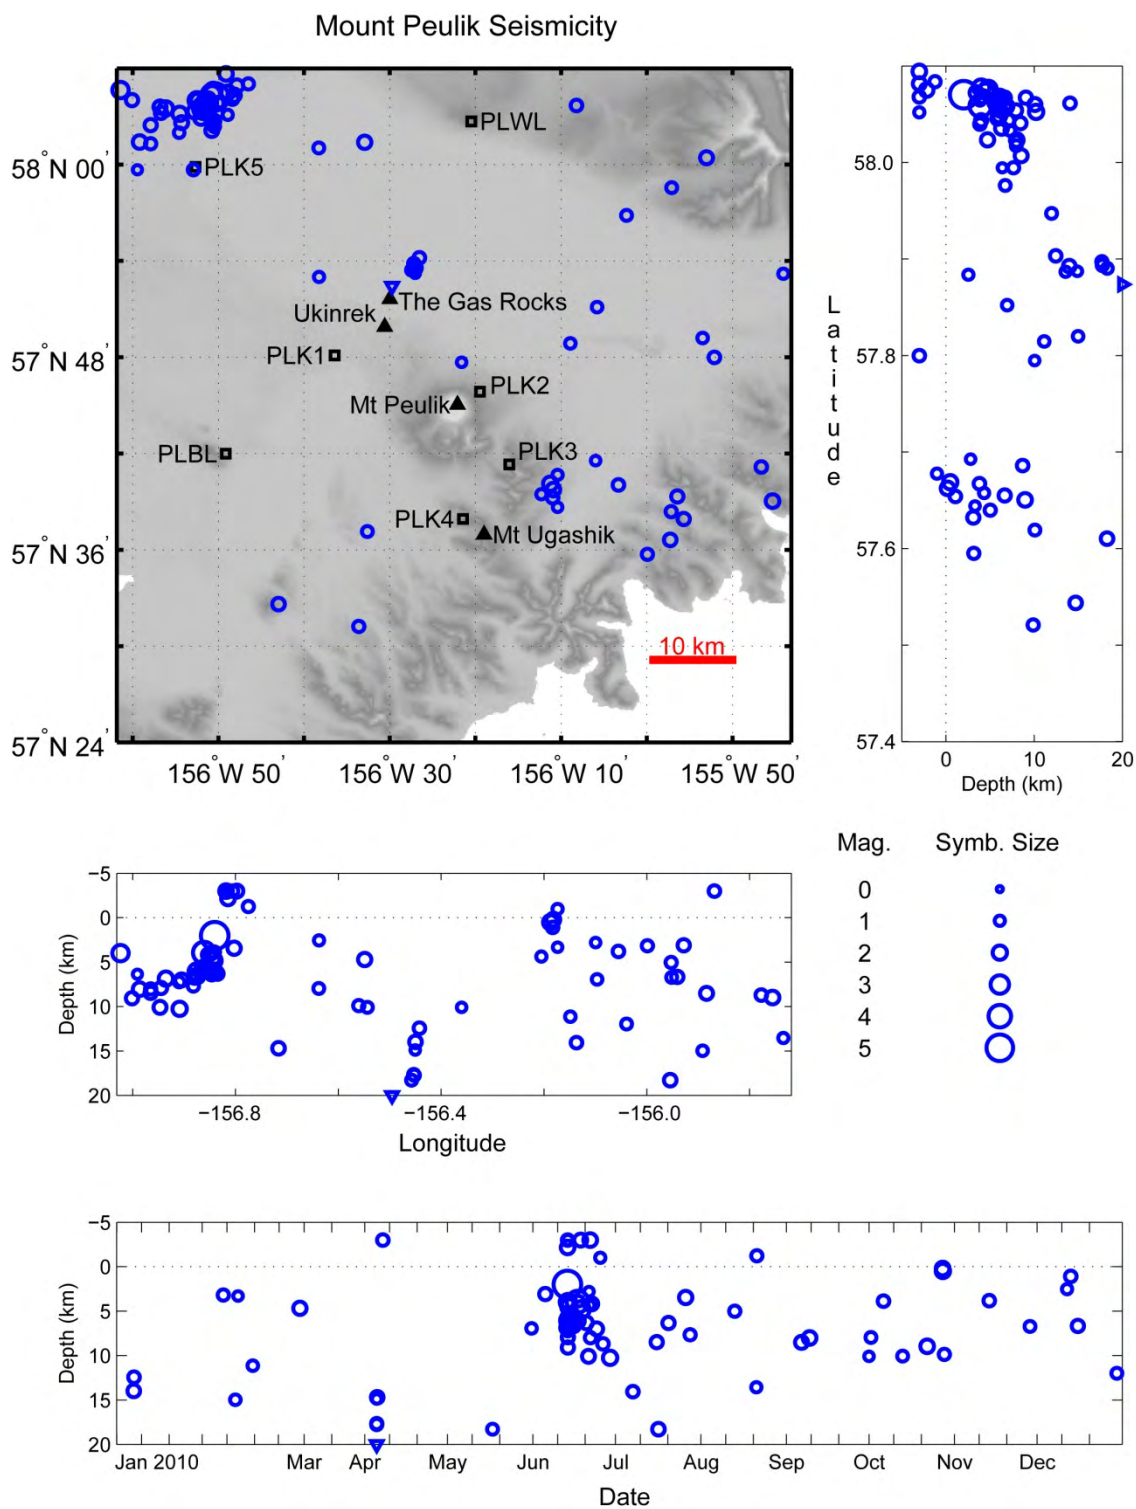 Mount Peulik Seismicity
PLWL
58° N 00'
PLK5
The Gas Rocks
Ukinrek
PLK1
57° N 48'
PLK2
Mt Peulik
PLBL
PLK3
PLK4
Mt Ugashik
57° N 36'
10 km
57° N 24'
156° W 50' 156° W 30' 156° W 10' 155° W 50'
58.0
57.8
57.6
57.4
Latitude
0 10 20
Depth (km)
−5
0
5
10
15
20
Depth (km)
−156.8 −156.4 −156.0
Longitude
Mag. Symb. Size
0
1
2
3
4
5
−5
0
5
10
15
20
Depth (km)
Jan 2010 Mar Apr May Jun Jul Aug Sep Oct Nov Dec
Date